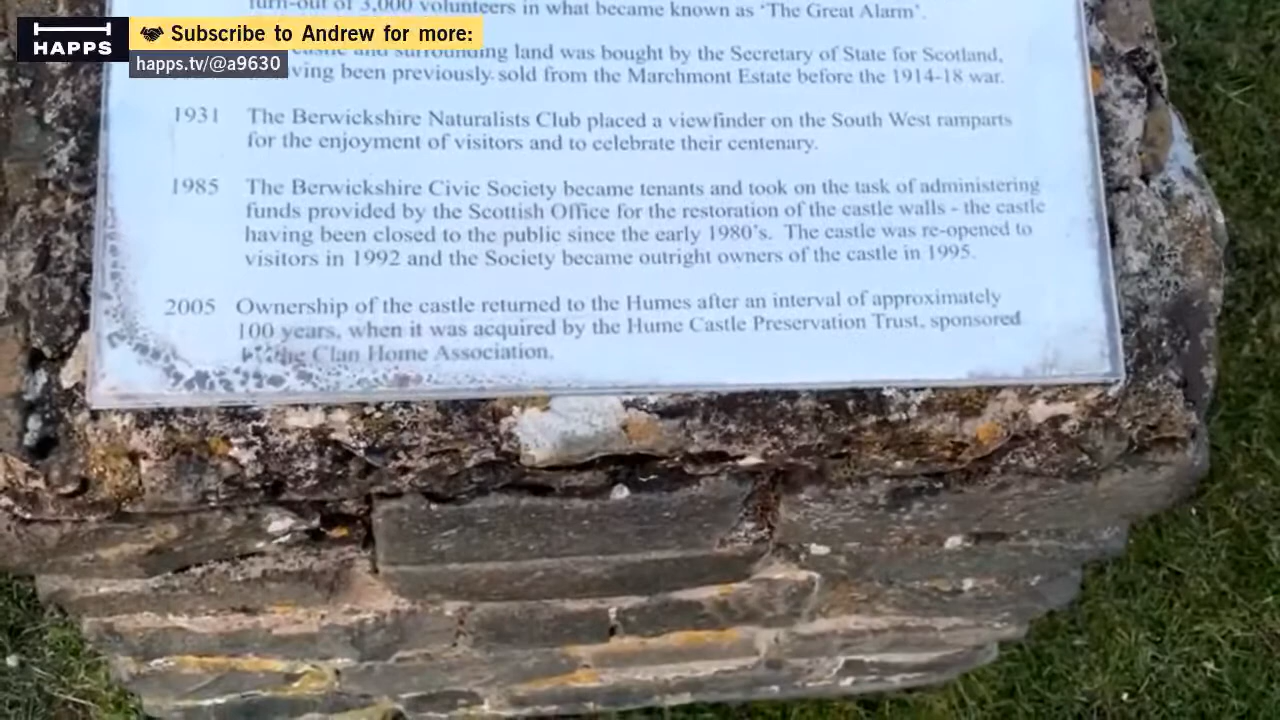 turn-out of 3,000 volunteers in what became known as 'The Great Alarm'.
HAPPS
Subscribe to Andrew for more:
happs.tv/@a9630
castle and surrounding land was bought by the Secretary of State for Scotland,
ving been previously sold from the Marchmont Estate before the 1914-18 war.
1931 The Berwickshire Naturalists Club placed a viewfinder on the South West ramparts
for the enjoyment of visitors and to celebrate their centenary.
1985 The Berwickshire Civic Society became tenants and took on the task of administering
funds provided by the Scottish Office for the restoration of the castle walls - the castle
having been closed to the public since the early 1980's. The castle was re-opened to
visitors in 1992 and the Society became outright owners of the castle in 1995.
2005 Ownership of the castle returned to the Humes after an interval of approximately
100 years, when it was acquired by the Hume Castle Preservation Trust, sponsored
the Clan Home Association.